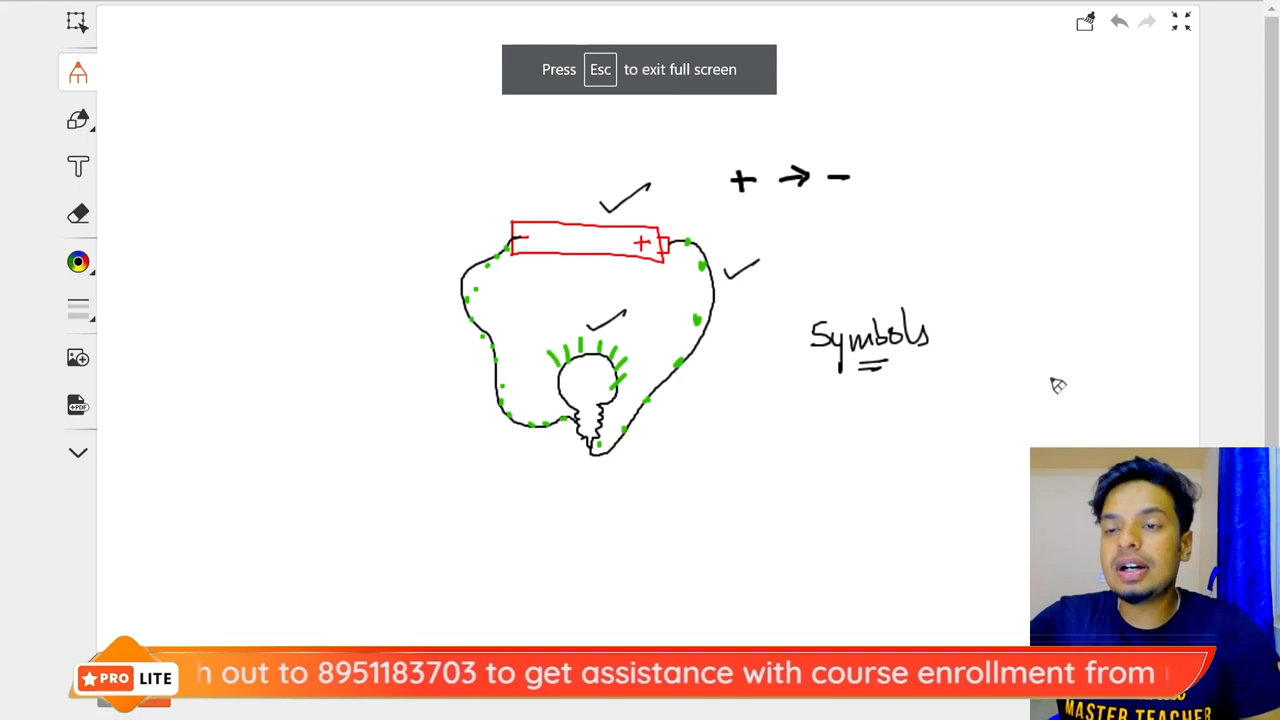 Press Esc to exit full screen
+ → -
- +
Symbols
T
+PDF
PRO LITE
h out to 8951183703 to get assistance with course enrollment from
MASTER TEACHER